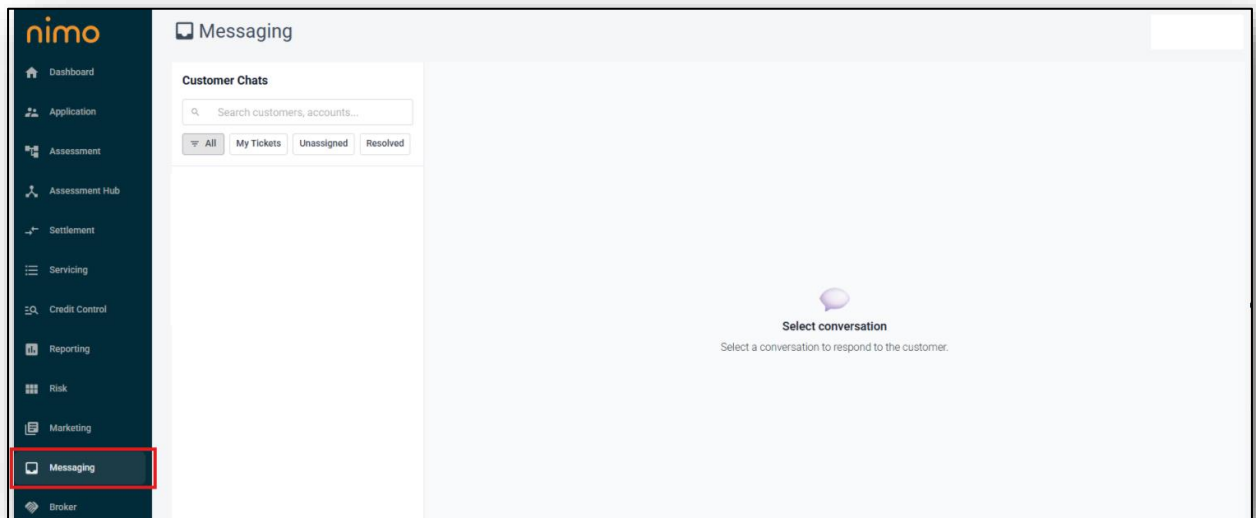 nimo
Dashboard
Application
Assessment
Assessment Hub
Settlement
Servicing
Credit Control
Reporting
Risk
Marketing
Messaging
Broker
Messaging
Customer Chats
Search customers, accounts...
All My Tickets Unassigned Resolved
Select conversation
Select a conversation to respond to the customer.